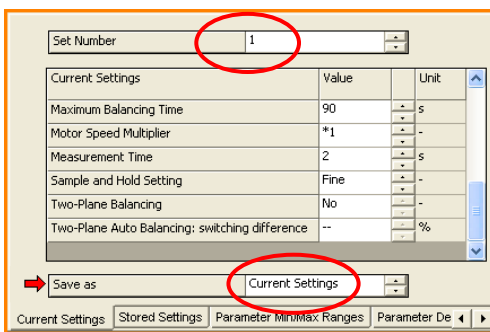 Set Number 1
Current Settings Value Unit
Maximum Balancing Time 90 s
Motor Speed Multiplier *1 -
Measurement Time 2 s
Sample and Hold Setting Fine -
Two-Plane Balancing No -
Two-Plane Auto Balancing: switching difference -- %
Save as Current Settings
Current Settings Stored Settings Parameter Min/Max Ranges Parameter De